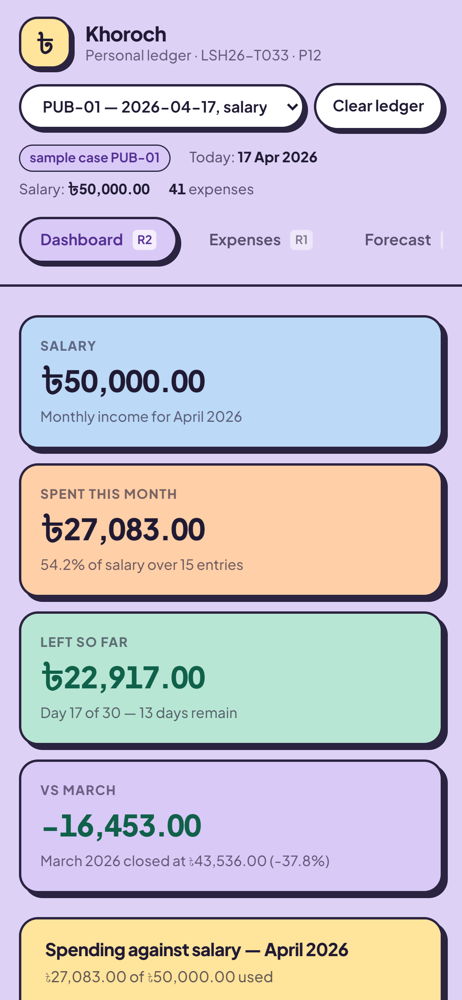 ৳
Khoroch
Personal ledger · LSH26-T033 · P12
PUB-01 — 2026-04-17, salary
Clear ledger
sample case PUB-01
Today: 17 Apr 2026
Salary: ৳50,000.00
41 expenses
Dashboard R2
Expenses R1
Forecast
SALARY
৳50,000.00
Monthly income for April 2026
SPENT THIS MONTH
৳27,083.00
54.2% of salary over 15 entries
LEFT SO FAR
৳22,917.00
Day 17 of 30 — 13 days remain
VS MARCH
-16,453.00
March 2026 closed at ৳43,536.00 (-37.8%)
Spending against salary — April 2026
৳27,083.00 of ৳50,000.00 used